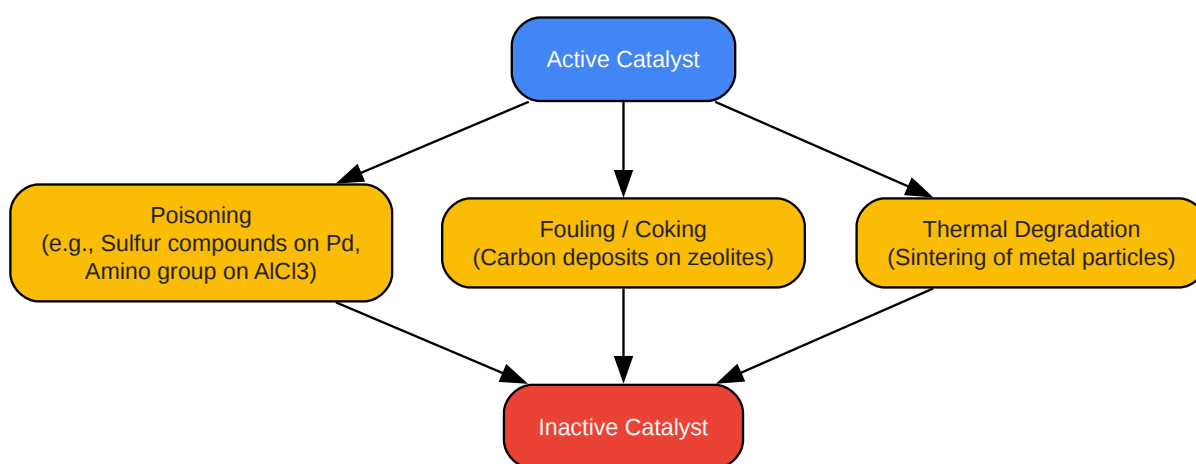 Active Catalyst
Poisoning
(e.g., Sulfur compounds on Pd,
Amino group on AlCl3)
Fouling / Coking
(Carbon deposits on zeolites)
Thermal Degradation
(Sintering of metal particles)
Inactive Catalyst